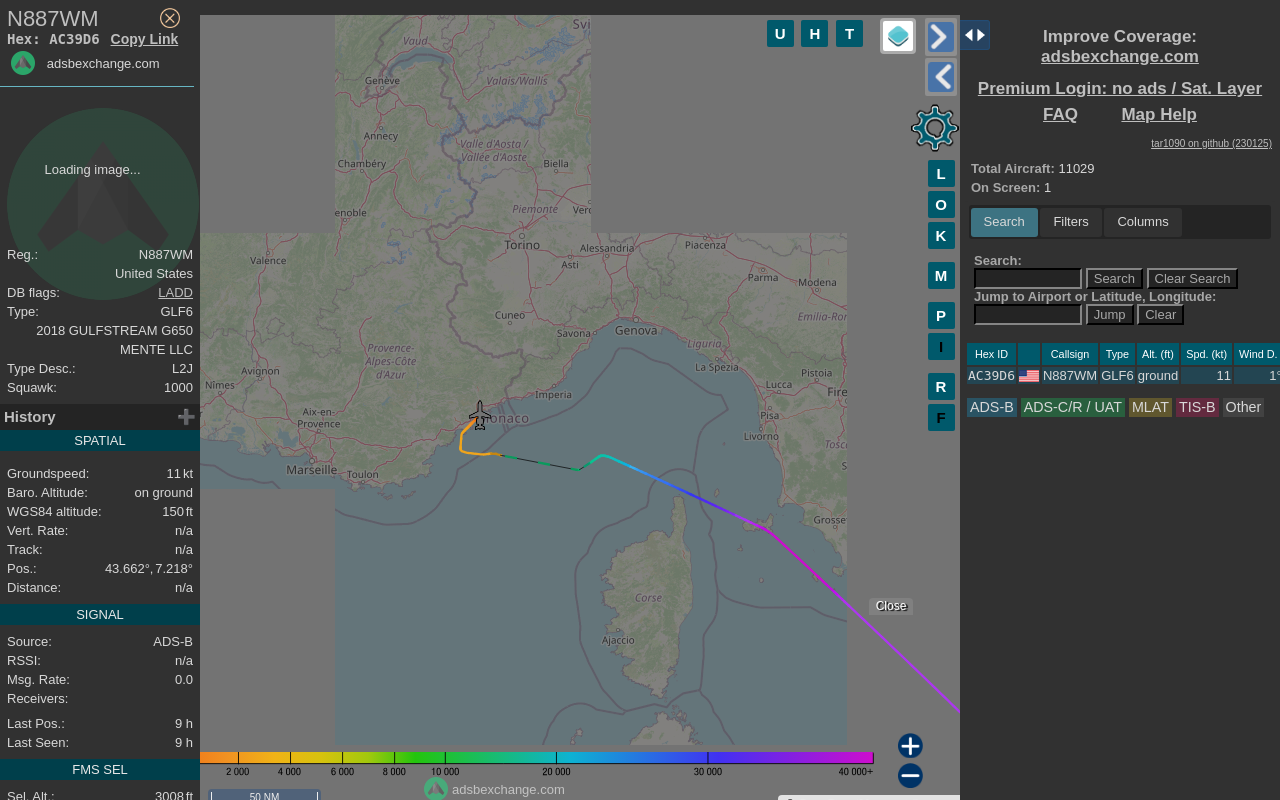 N887WM
Hex: AC39D6 Copy Link
adsbexchange.com
Loading image...
Reg.: N887WM
United States
DB flags: LADD
Type: GLF6
2018 GULFSTREAM G650
MENTE LLC
Type Desc.: L2J
Squawk: 1000
History
SPATIAL
Groundspeed: 11 kt
Baro. Altitude: on ground
WGS84 altitude: 150 ft
Vert. Rate: n/a
Track: n/a
Pos.: 43.662°, 7.218°
Distance: n/a
SIGNAL
Source: ADS-B
RSSI: n/a
Msg. Rate: 0.0
Receivers:
Last Pos.: 9 h
Last Seen: 9 h
FMS SEL
Sel. Alt.: 3008 ft
U H T
L
O
K
M
P
I
R
F
Vaud
Genève
Valais/Wallis
Annecy
Valle d'Aosta /
Vallée d'Aoste
Chambéry
Biella
enoble
Piemonte
Torino
Alessandria
Piacenza
Valence
Asti
Parma
Modena
Cuneo
Savona
Genova
Liguria
Provence-
Alpes-Côte
d'Azur
La Spezia
Pistoia
Avignon
Nîmes
Imperia
Lucca
Aix-en-
Provence
Pisa
Livorno
Marseille
Toulon
Corse
Ajaccio
Close
2 000 4 000 6 000 8 000 10 000 20 000 30 000 40 000+
adsbexchange.com
50 NM
Improve Coverage:
adsbexchange.com
Premium Login: no ads / Sat. Layer
FAQ Map Help
tar1090 on github (230125)
Total Aircraft: 11029
On Screen: 1
Search Filters Columns
Search:
Search Clear Search
Jump to Airport or Latitude, Longitude:
Jump Clear
Hex ID Callsign Type Alt. (ft) Spd. (kt) Wind D.
AC39D6 N887WM GLF6 ground 11 1°
ADS-B ADS-C/R / UAT MLAT TIS-B Other